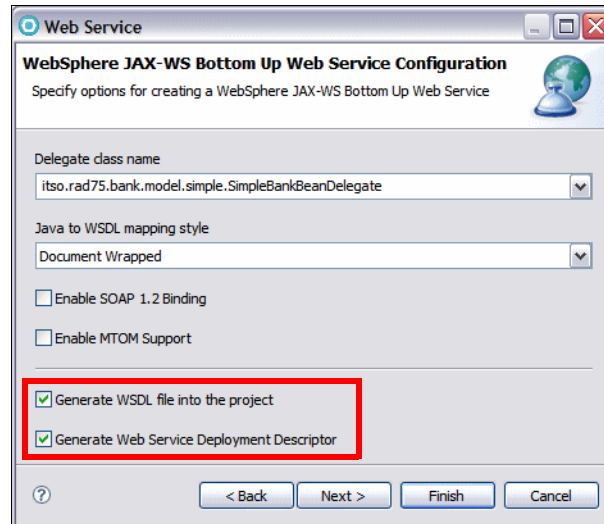 Web Service
WebSphere JAX-WS Bottom Up Web Service Configuration
Specify options for creating a WebSphere JAX-WS Bottom Up Web Service
Delegate class name
itso.rad75.bank.model.simple.SimpleBankBeanDelegate
Java to WSDL mapping style
Document Wrapped
Enable SOAP 1.2 Binding
Enable MTOM Support
Generate WSDL file into the project
Generate Web Service Deployment Descriptor
? < Back Next > Finish Cancel